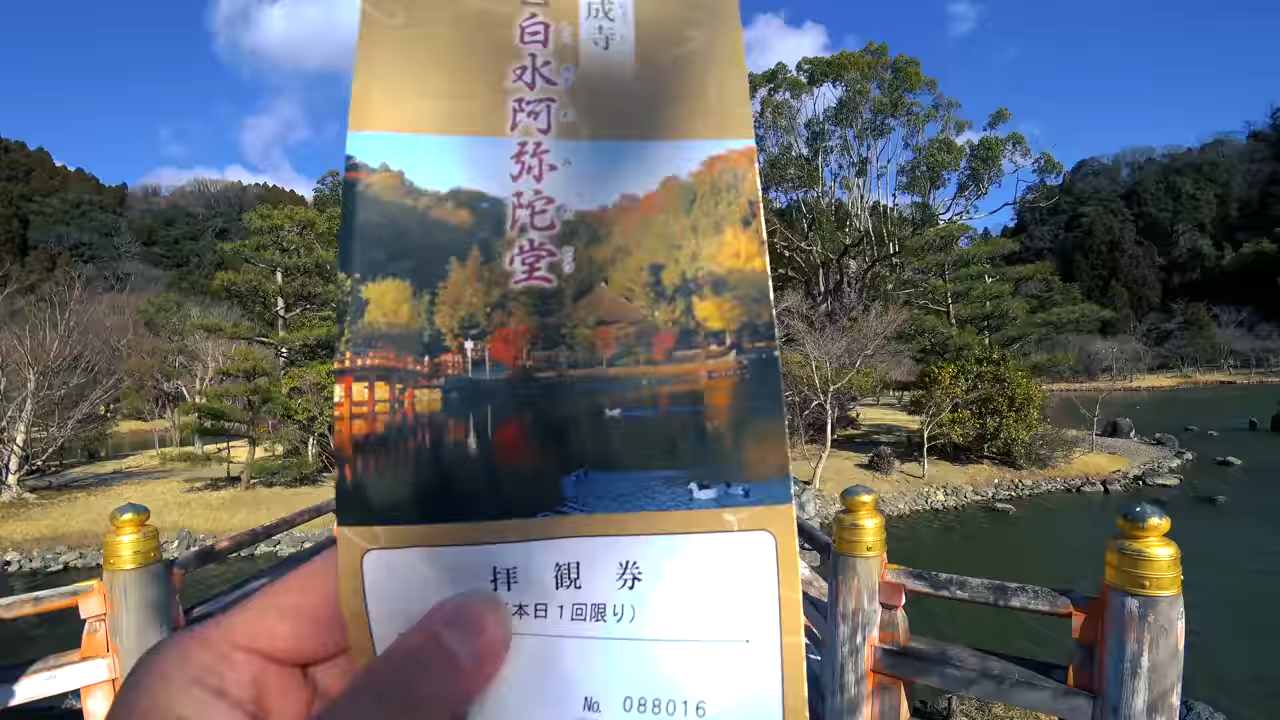 成寺
白水阿弥陀堂
拝観券
本日1回限り)
№ 088016